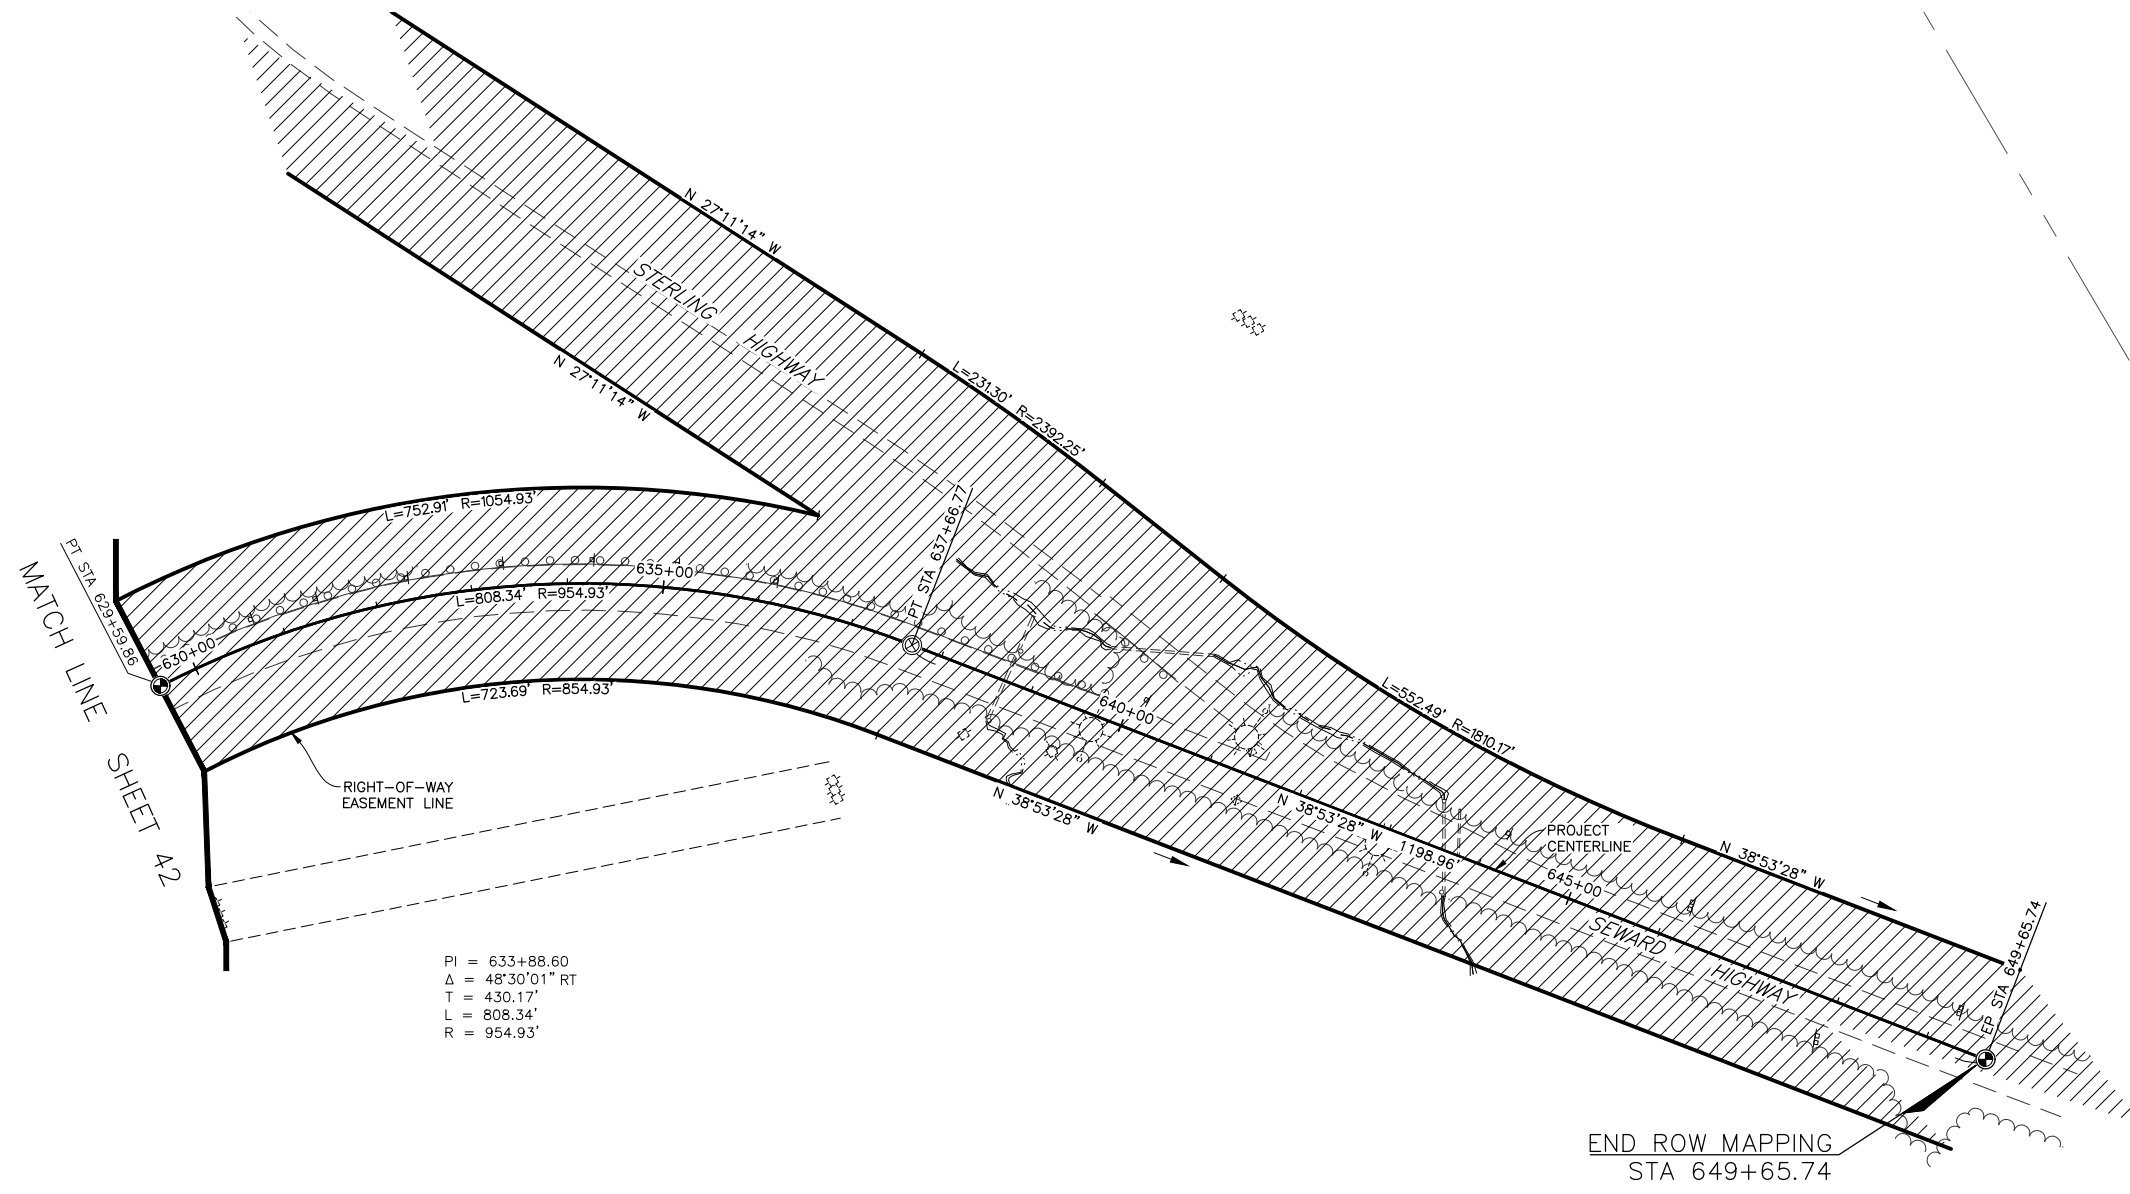 N 27°11'14" W
STERLING HIGHWAY
N 27°11'14" W
L=231.30' R=2392.25'
L=752.91' R=1054.93'
PT STA 637+66.77
PT STA 629+59.86
MATCH LINE SHEET 42
630+00
635+00
L=808.34' R=954.93'
L=723.69' R=854.93'
RIGHT-OF-WAY
EASEMENT LINE
640+00
L=552.49' R=1810.17'
N 38°53'28" W
N 38°53'28" W 1198.96'
PROJECT
CENTERLINE
645+00
N 38°53'28" W
SEWARD HIGHWAY
EP STA 649+65.74
PI = 633+88.60
Δ = 48°30'01" RT
T = 430.17'
L = 808.34'
R = 954.93'
END ROW MAPPING
STA 649+65.74